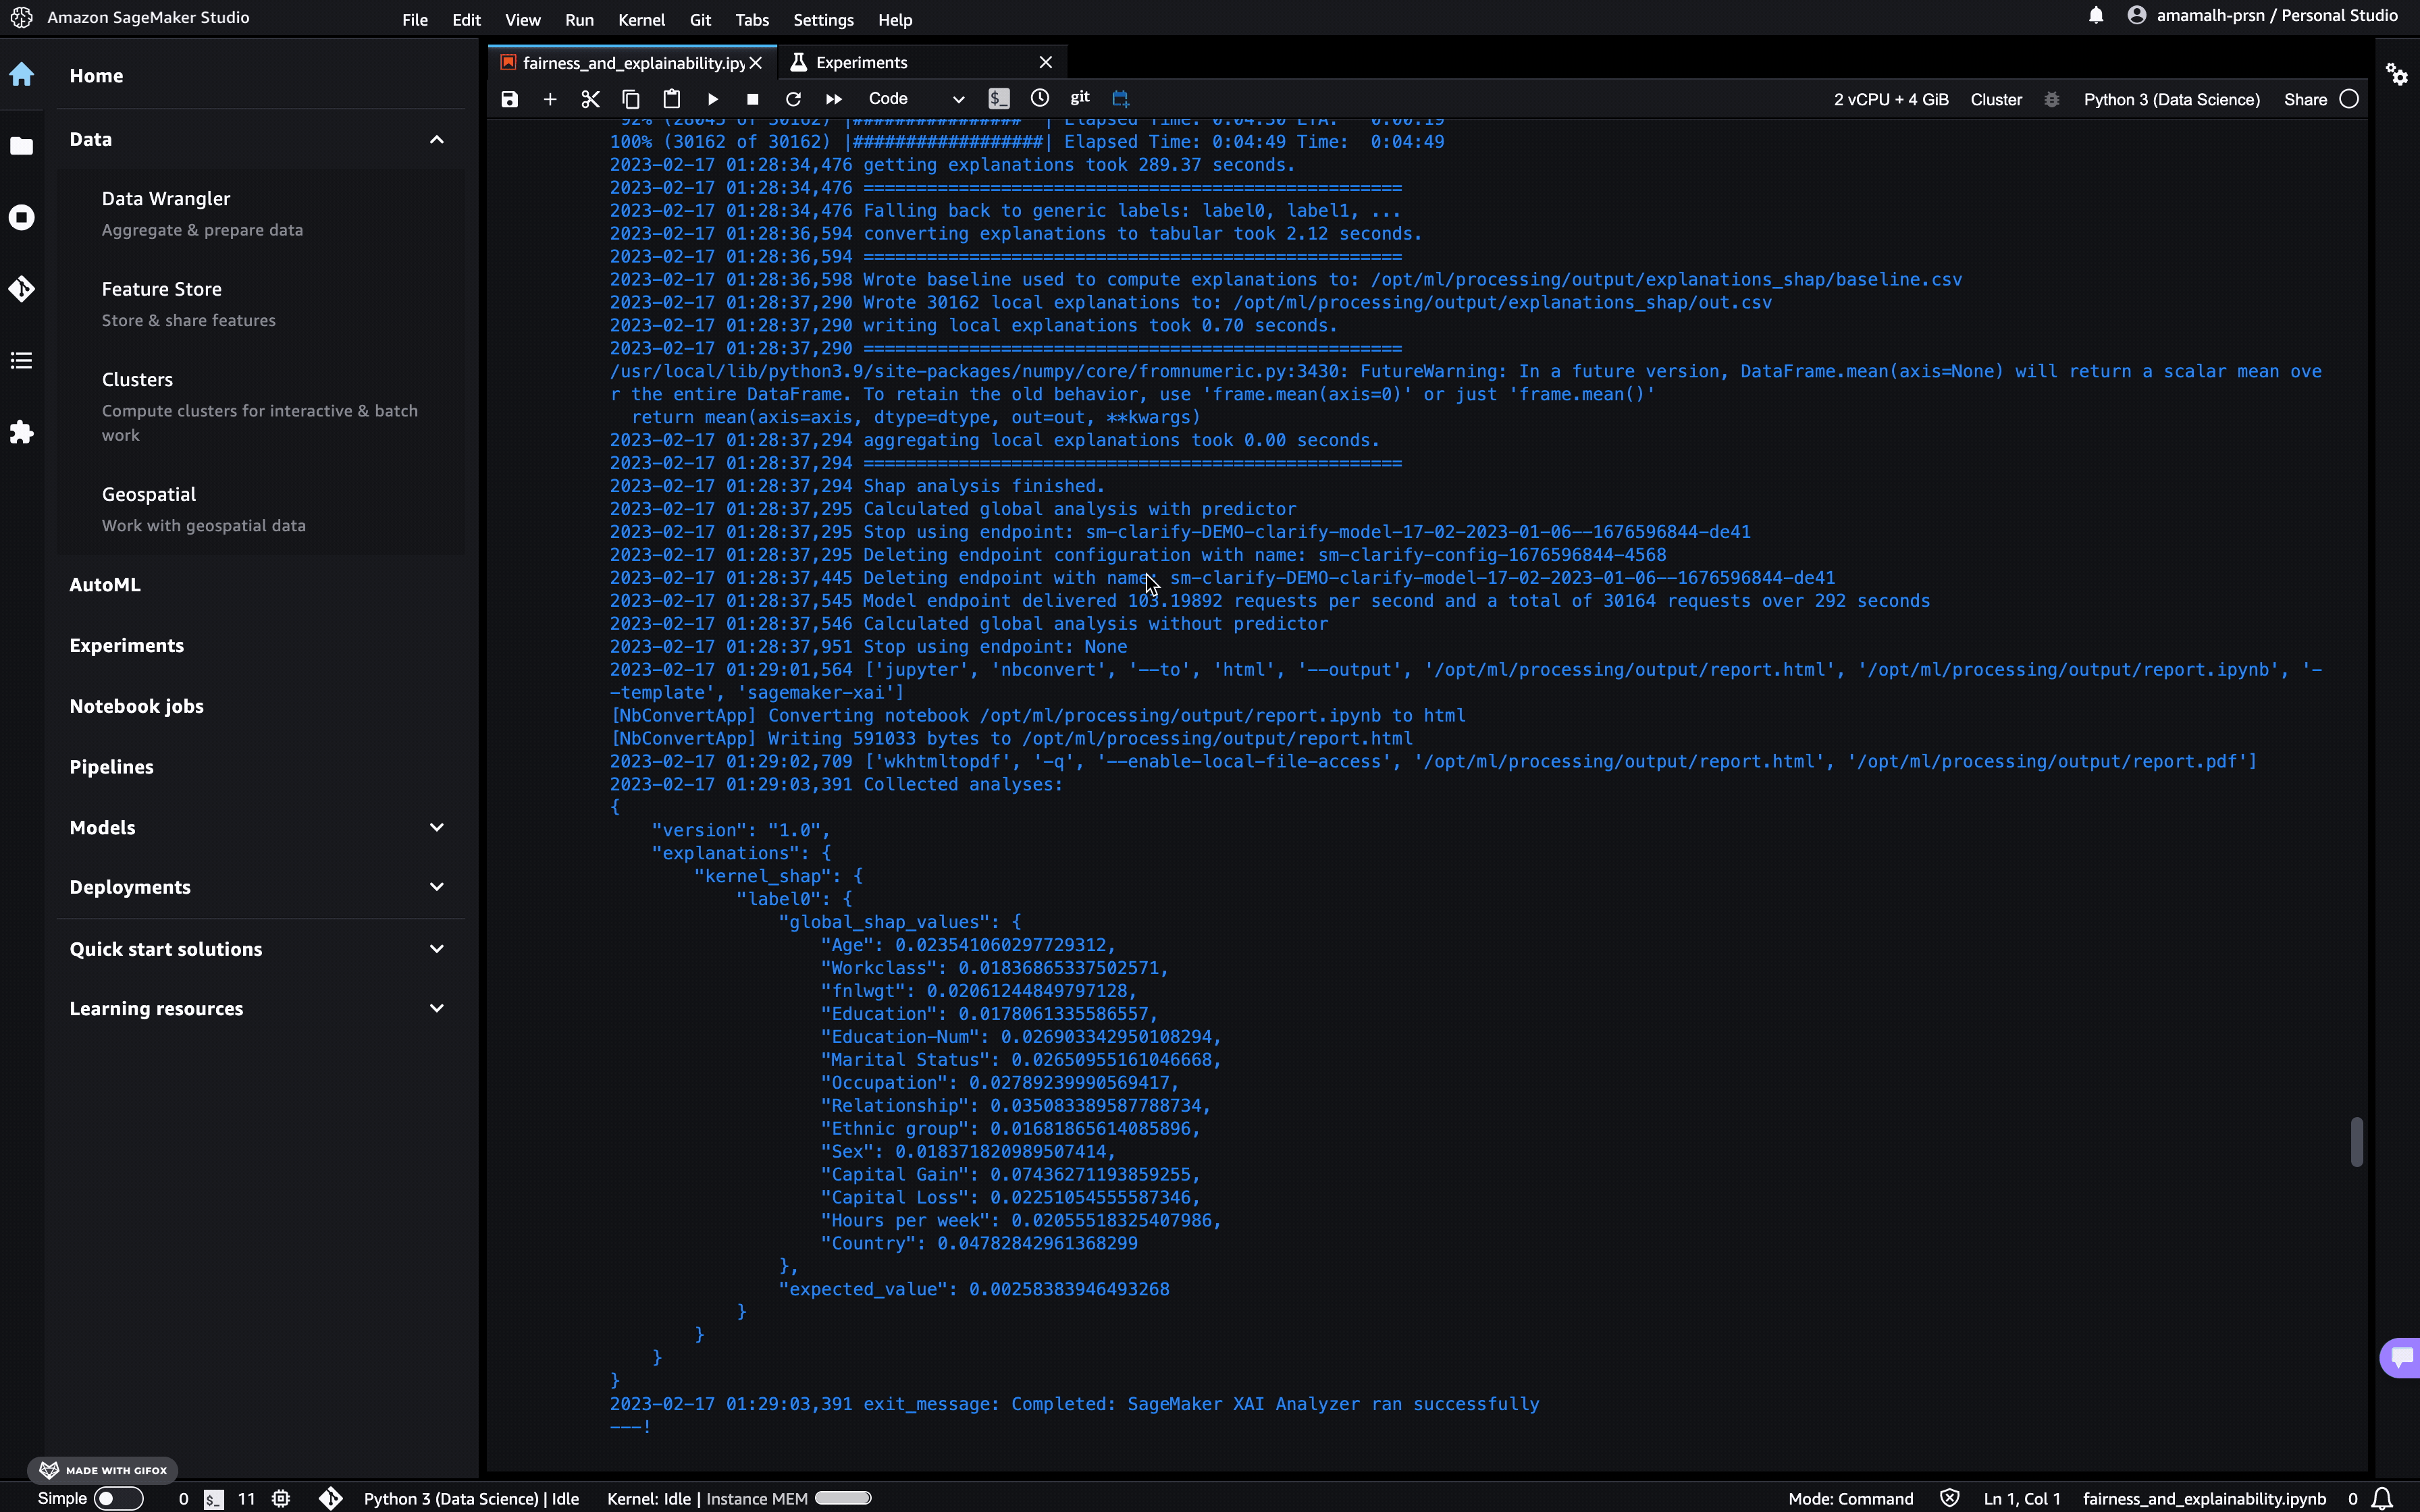 Amazon SageMaker Studio
File Edit View Run Kernel Git Tabs Settings Help
amamalh-prsn / Personal Studio
Home
Data
Data Wrangler
Aggregate & prepare data
Feature Store
Store & share features
Clusters
Compute clusters for interactive & batch
work
Geospatial
Work with geospatial data
AutoML
Experiments
Notebook jobs
Pipelines
Models
Deployments
Quick start solutions
Learning resources
fairness_and_explainability.ipy
Experiments
Code
git
2 vCPU + 4 GiB Cluster Python 3 (Data Science) Share
92% (28045 of 30162) |################ | Elapsed Time: 0:04:30 ETA: 0:00:19
100% (30162 of 30162) |##################| Elapsed Time: 0:04:49 Time: 0:04:49
2023-02-17 01:28:34,476 getting explanations took 289.37 seconds.
2023-02-17 01:28:34,476 ===================================================
2023-02-17 01:28:34,476 Falling back to generic labels: label0, label1, ...
2023-02-17 01:28:36,594 converting explanations to tabular took 2.12 seconds.
2023-02-17 01:28:36,594 ===================================================
2023-02-17 01:28:36,598 Wrote baseline used to compute explanations to: /opt/ml/processing/output/explanations_shap/baseline.csv
2023-02-17 01:28:37,290 Wrote 30162 local explanations to: /opt/ml/processing/output/explanations_shap/out.csv
2023-02-17 01:28:37,290 writing local explanations took 0.70 seconds.
2023-02-17 01:28:37,290 ===================================================
/usr/local/lib/python3.9/site-packages/numpy/core/fromnumeric.py:3430: FutureWarning: In a future version, DataFrame.mean(axis=None) will return a scalar mean ove
r the entire DataFrame. To retain the old behavior, use 'frame.mean(axis=0)' or just 'frame.mean()'
return mean(axis=axis, dtype=dtype, out=out, **kwargs)
2023-02-17 01:28:37,294 aggregating local explanations took 0.00 seconds.
2023-02-17 01:28:37,294 ===================================================
2023-02-17 01:28:37,294 Shap analysis finished.
2023-02-17 01:28:37,295 Calculated global analysis with predictor
2023-02-17 01:28:37,295 Stop using endpoint: sm-clarify-DEMO-clarify-model-17-02-2023-01-06--1676596844-de41
2023-02-17 01:28:37,295 Deleting endpoint configuration with name: sm-clarify-config-1676596844-4568
2023-02-17 01:28:37,445 Deleting endpoint with name: sm-clarify-DEMO-clarify-model-17-02-2023-01-06--1676596844-de41
2023-02-17 01:28:37,545 Model endpoint delivered 103.19892 requests per second and a total of 30164 requests over 292 seconds
2023-02-17 01:28:37,546 Calculated global analysis without predictor
2023-02-17 01:28:37,951 Stop using endpoint: None
2023-02-17 01:29:01,564 ['jupyter', 'nbconvert', '--to', 'html', '--output', '/opt/ml/processing/output/report.html', '/opt/ml/processing/output/report.ipynb', '-
-template', 'sagemaker-xai']
[NbConvertApp] Converting notebook /opt/ml/processing/output/report.ipynb to html
[NbConvertApp] Writing 591033 bytes to /opt/ml/processing/output/report.html
2023-02-17 01:29:02,709 ['wkhtmltopdf', '-q', '--enable-local-file-access', '/opt/ml/processing/output/report.html', '/opt/ml/processing/output/report.pdf']
2023-02-17 01:29:03,391 Collected analyses:
{
"version": "1.0",
"explanations": {
"kernel_shap": {
"label0": {
"global_shap_values": {
"Age": 0.023541060297729312,
"Workclass": 0.01836865337502571,
"fnlwgt": 0.02061244849797128,
"Education": 0.0178061335586557,
"Education-Num": 0.026903342950108294,
"Marital Status": 0.02650955161046668,
"Occupation": 0.02789239990569417,
"Relationship": 0.035083389587788734,
"Ethnic group": 0.01681865614085896,
"Sex": 0.018371820989507414,
"Capital Gain": 0.07436271193859255,
"Capital Loss": 0.02251054555587346,
"Hours per week": 0.02055518325407986,
"Country": 0.04782842961368299
},
"expected_value": 0.00258383946493268
}
}
}
}
2023-02-17 01:29:03,391 exit_message: Completed: SageMaker XAI Analyzer ran successfully
---!
MADE WITH GIFOX
Simple 0 $_ 11 Python 3 (Data Science) | Idle Kernel: Idle | Instance MEM Mode: Command Ln 1, Col 1 fairness_and_explainability.ipynb 0